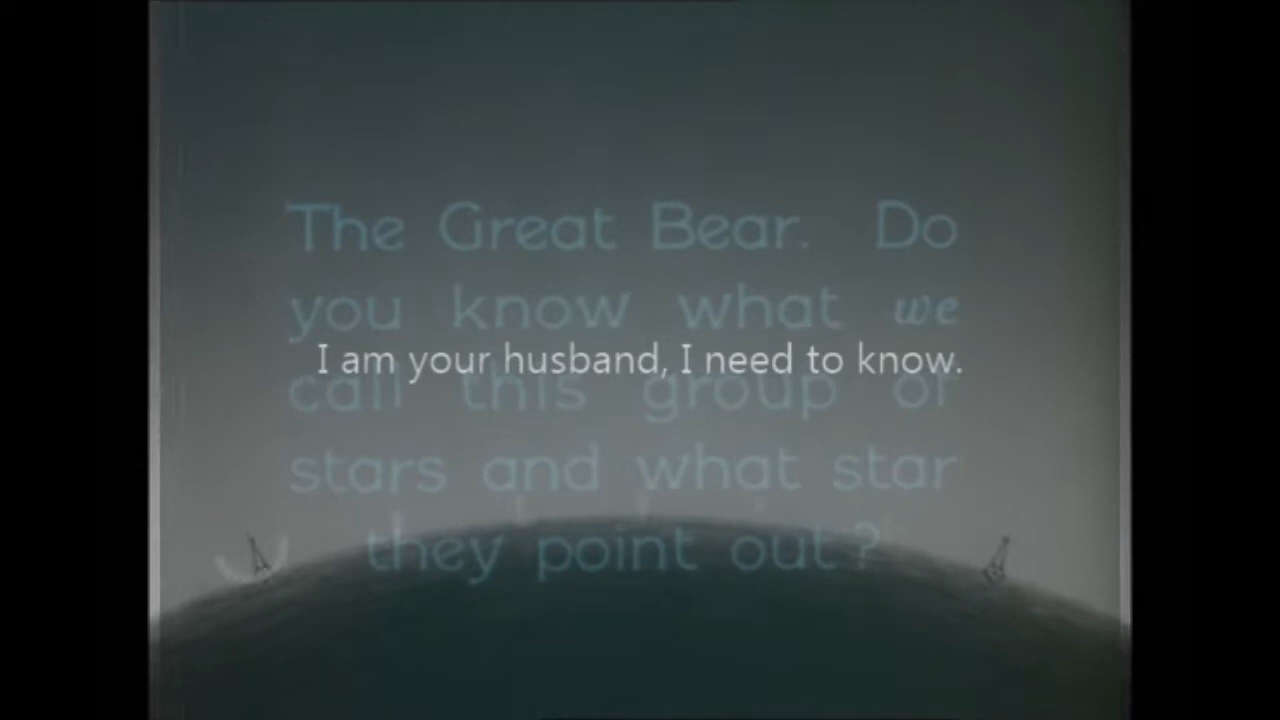 The Great Bear. Do
you know what we
I am your husband, I need to know.
call this group of
stars and what star
they point out?